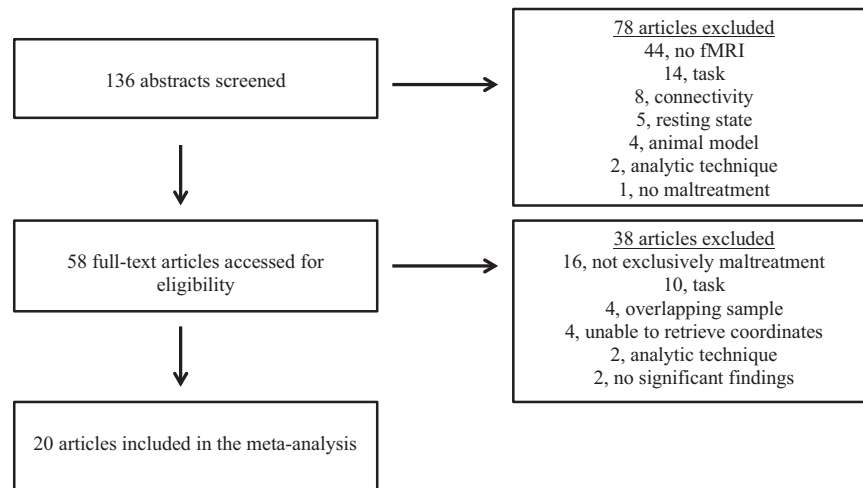 136 abstracts screened
78 articles excluded
44, no fMRI
14, task
8, connectivity
5, resting state
4, animal model
2, analytic technique
1, no maltreatment
58 full-text articles accessed for
eligibility
38 articles excluded
16, not exclusively maltreatment
10, task
4, overlapping sample
4, unable to retrieve coordinates
2, analytic technique
2, no significant findings
20 articles included in the meta-analysis